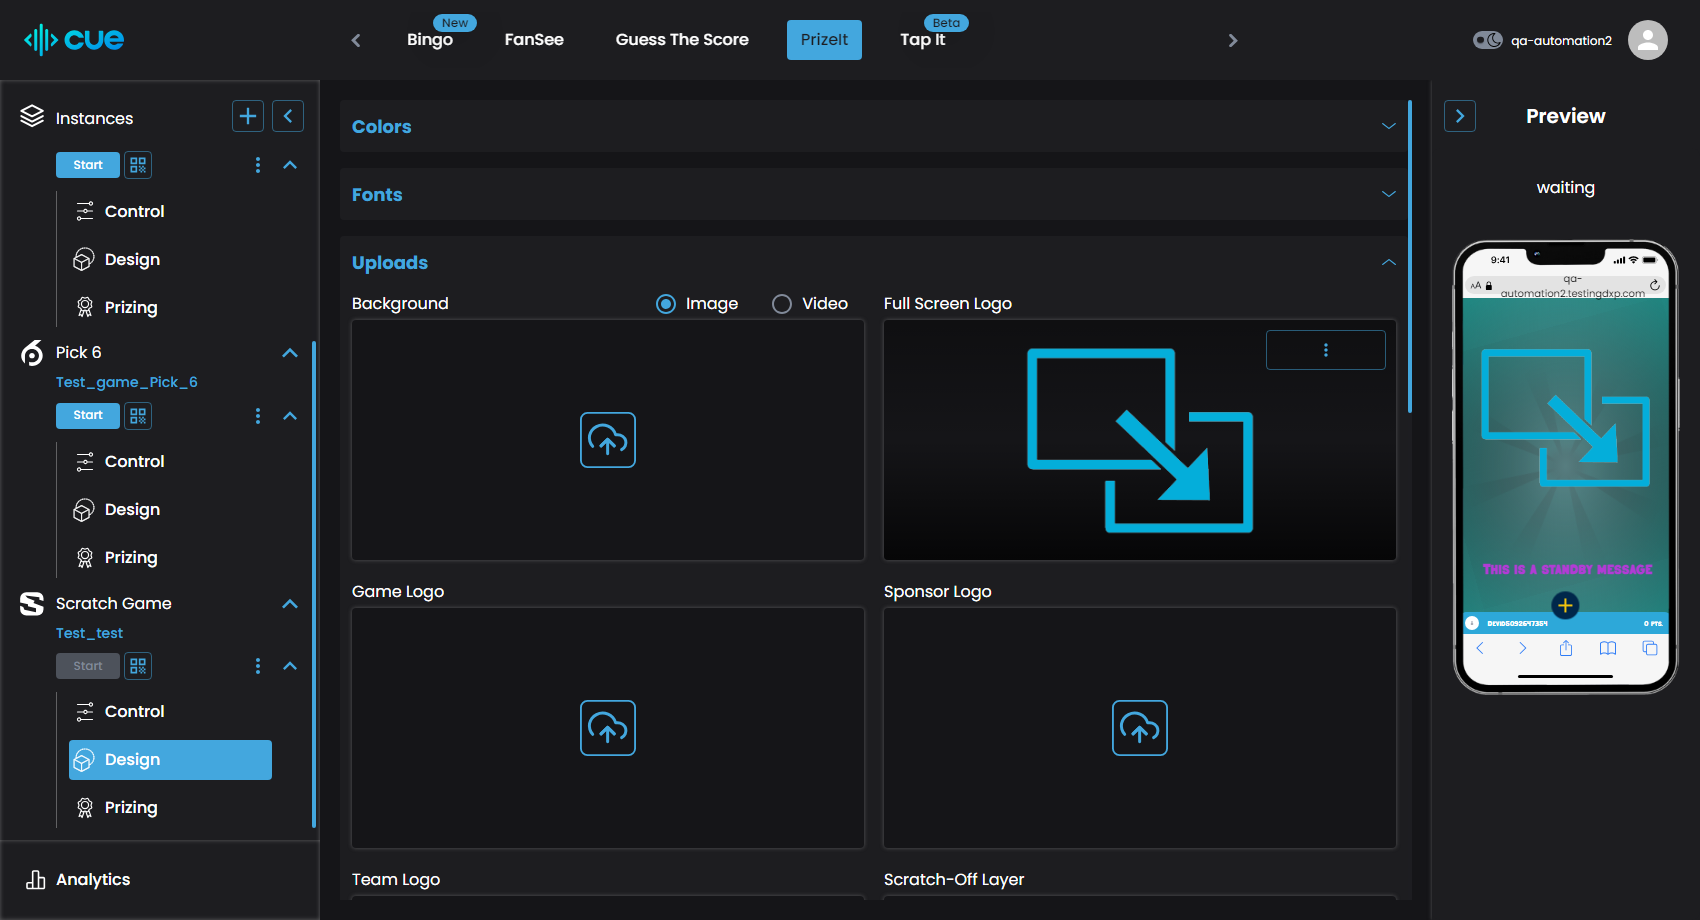 cue
Bingo
New
FanSee
Guess The Score
PrizeIt
Tap It
Beta
qa-automation2
Instances
Start
Control
Design
Prizing
Pick 6
Test_game_Pick_6
Start
Control
Design
Prizing
Scratch Game
Test_test
Start
Control
Design
Prizing
Analytics
Colors
Fonts
Uploads
Background
Image
Video
Full Screen Logo
Game Logo
Sponsor Logo
Team Logo
Scratch-Off Layer
Preview
waiting
9:41
AA
qa-
automation2.testingdxp.com
This is a standby message
0 PTS.